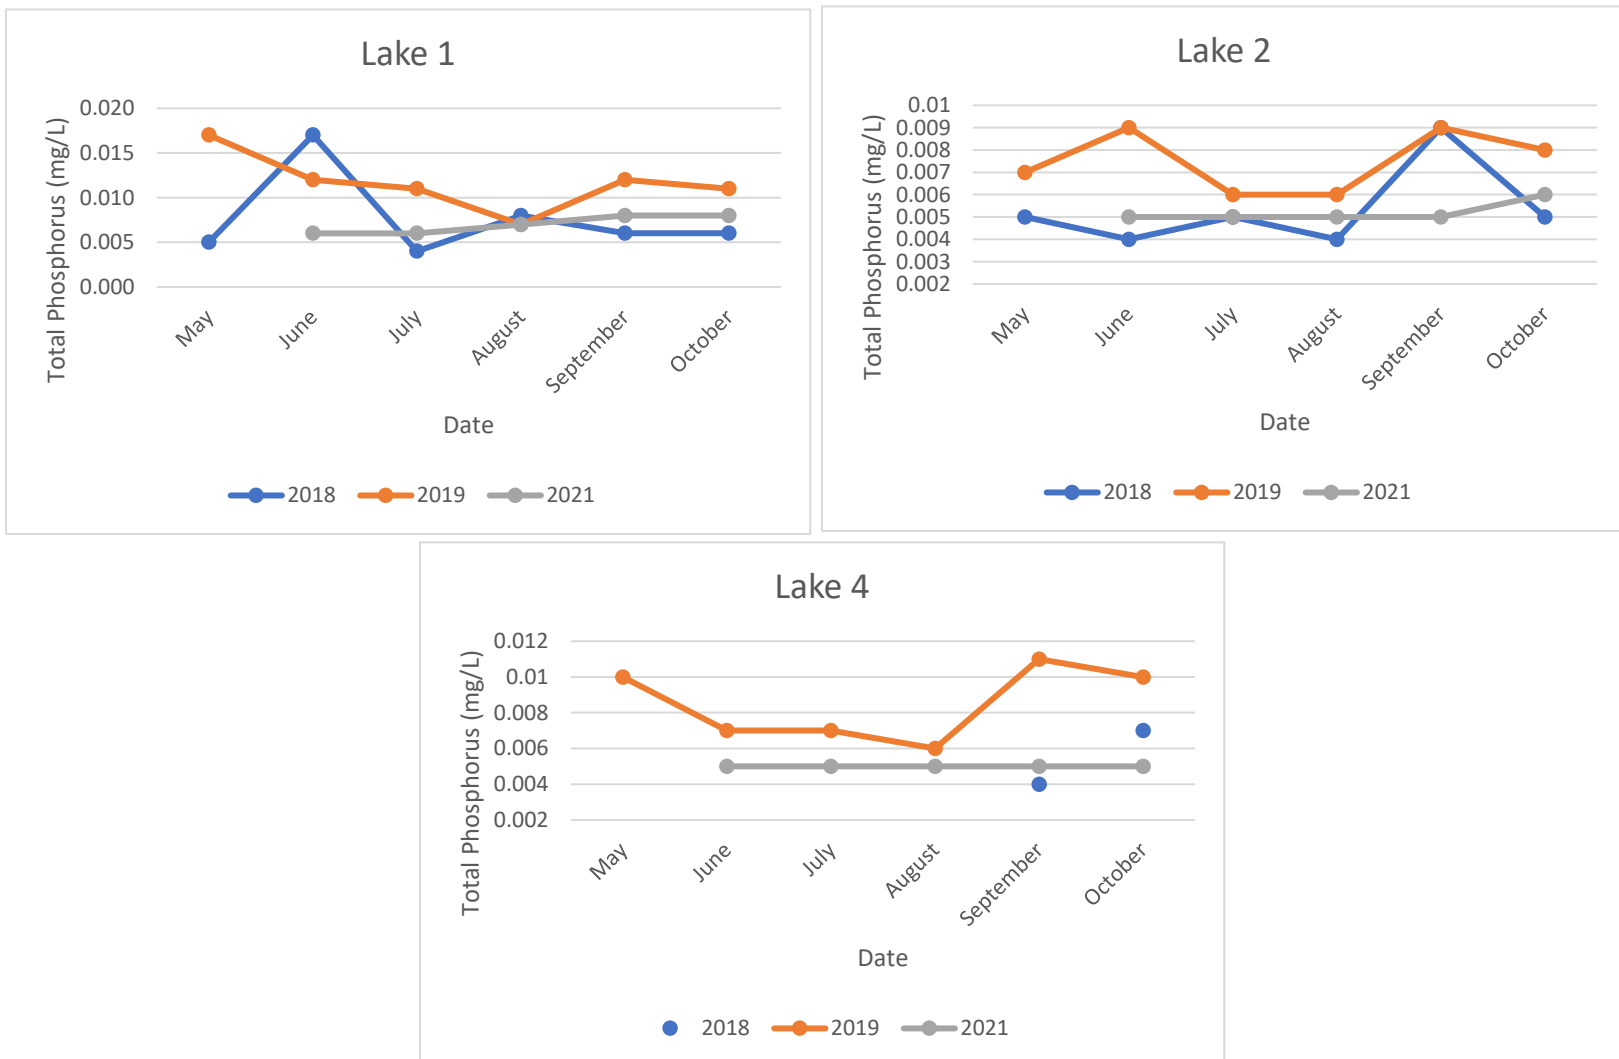 Lake 1
Total Phosphorus (mg/L)
0.020
0.015
0.010
0.005
0.000
May
June
July
August
September
October
Date
2018
2019
2021
Lake 2
Total Phosphorus (mg/L)
0.01
0.009
0.008
0.007
0.006
0.005
0.004
0.003
0.002
May
June
July
August
September
October
Date
2018
2019
2021
Lake 4
Total Phosphorus (mg/L)
0.012
0.01
0.008
0.006
0.004
0.002
May
June
July
August
September
October
Date
2018
2019
2021